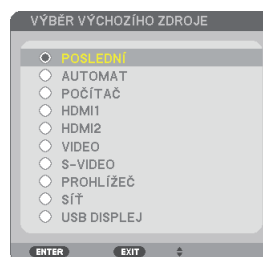 VÝBĚR VÝCHOZÍHO ZDROJE
POSLEDNÍ
AUTOMAT
POČÍTAČ
HDMI1
HDMI2
VIDEO
S-VIDEO
PROHLÍŽEČ
SÍŤ
USB DISPLEJ
ENTER EXIT